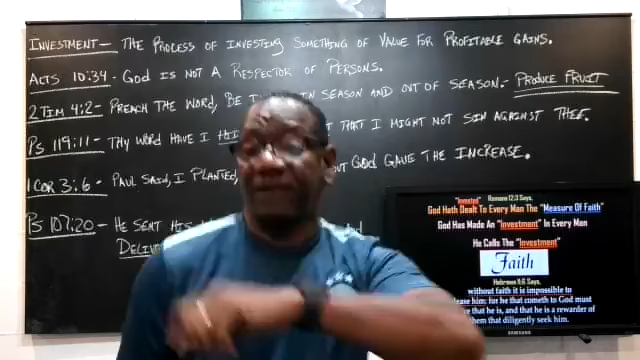 INVESTMENT — THE PROCESS OF INVESTING SOMETHING OF VALUE FOR PROFITABLE GAINS.
ACTS 10:34 - GOD IS NOT A RESPECTOR OF PERSONS.
2 TIM 4:2 - PREACH THE WORD, BE IN SEASON AND OUT OF SEASON. - PRODUCE FRUIT
PS 119:11 - THY WORD HAVE I THAT I MIGHT NOT SIN AGAINST THEE.
1 COR 3:6 - PAUL SAID, I PLANTED, BUT GOD GAVE THE INCREASE.
PS 107:20 - HE SENT HIS
"Invested" Romans 12:3 Says,
God Hath Dealt To Every Man The "Measure Of Faith"
God Has Made An "Investment" In Every Man
He Calls The "Investment"
Faith
Hebrews 11:6 Says,
without faith it is impossible to
him: for he that cometh to God must
that he is, and that he is a rewarder of
them that diligently seek him.